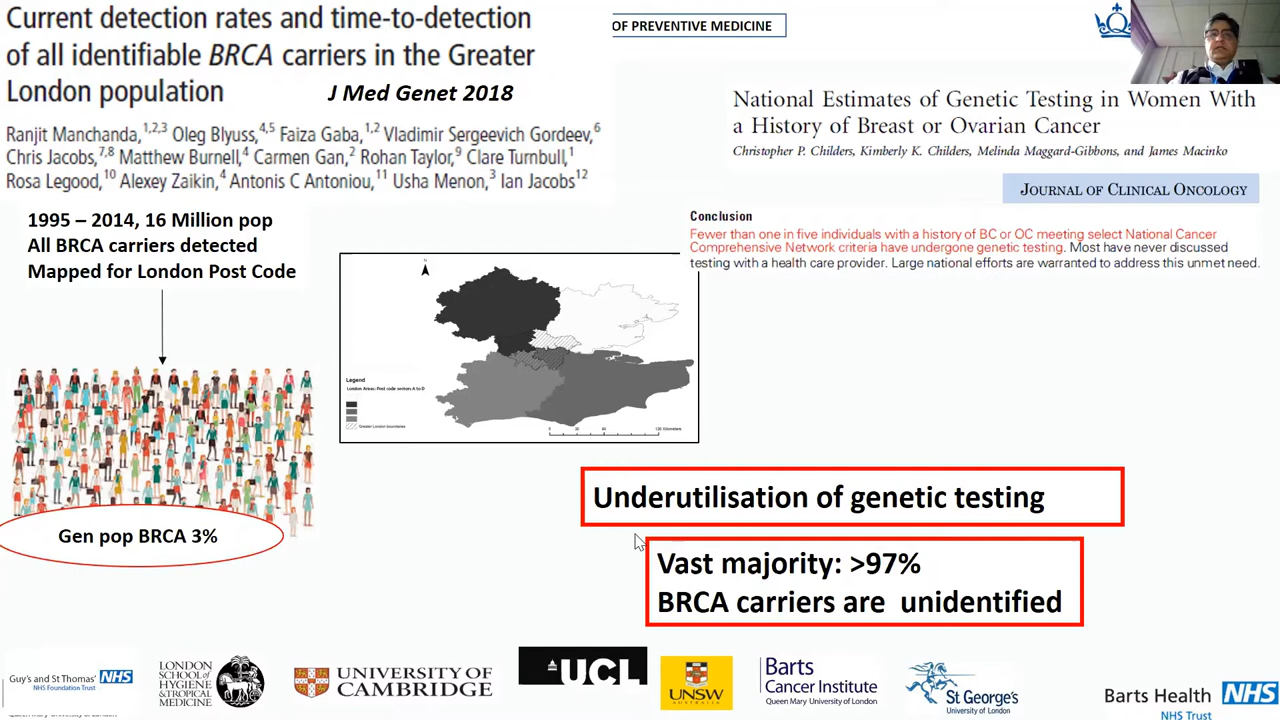 Current detection rates and time-to-detection
of all identifiable BRCA carriers in the Greater
London population
J Med Genet 2018
Ranjit Manchanda,1,2,3 Oleg Blyuss,4,5 Faiza Gaba,1,2 Vladimir Sergeevich Gordeev,6
Chris Jacobs,7,8 Matthew Burnell,4 Carmen Gan,2 Rohan Taylor,9 Clare Turnbull,1
Rosa Legood,10 Alexey Zaikin,4 Antonis C Antoniou,11 Usha Menon,3 Ian Jacobs12
OF PREVENTIVE MEDICINE
National Estimates of Genetic Testing in Women With
a History of Breast or Ovarian Cancer
Christopher P. Childers, Kimberly K. Childers, Melinda Maggard-Gibbons, and James Macinko
JOURNAL OF CLINICAL ONCOLOGY
Conclusion
Fewer than one in five individuals with a history of BC or OC meeting select National Cancer
Comprehensive Network criteria have undergone genetic testing. Most have never discussed
testing with a health care provider. Large national efforts are warranted to address this unmet need.
1995 – 2014, 16 Million pop
All BRCA carriers detected
Mapped for London Post Code
N
Legend
London Areas: Post code sectors A to D
Greater London boundaries
0 30 60 120 Kilometers
Gen pop BRCA 3%
Underutilisation of genetic testing
Vast majority: >97%
BRCA carriers are unidentified
Guy's and St Thomas' NHS
NHS Foundation Trust
LONDON
SCHOOL of
HYGIENE
&TROPICAL
MEDICINE
UNIVERSITY OF
CAMBRIDGE
UCL
UNSW
AUSTRALIA
Barts
Cancer Institute
Queen Mary University of London
St George's
University of London
Barts Health NHS
NHS Trust